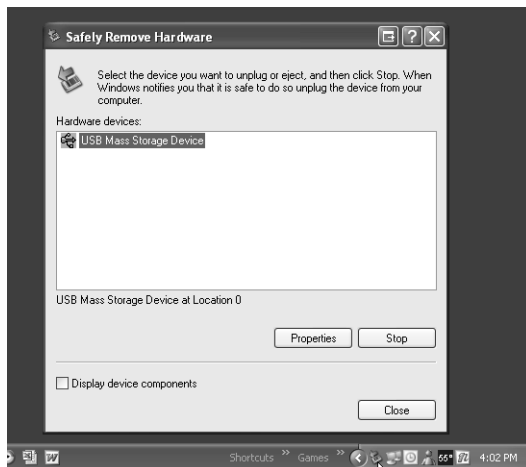 Safely Remove Hardware
Select the device you want to unplug or eject, and then click Stop. When
Windows notifies you that it is safe to do so unplug the device from your
computer.
Hardware devices:
USB Mass Storage Device
USB Mass Storage Device at Location 0
Properties Stop
Display device components
Close
Shortcuts » Games » 66° 4:02 PM